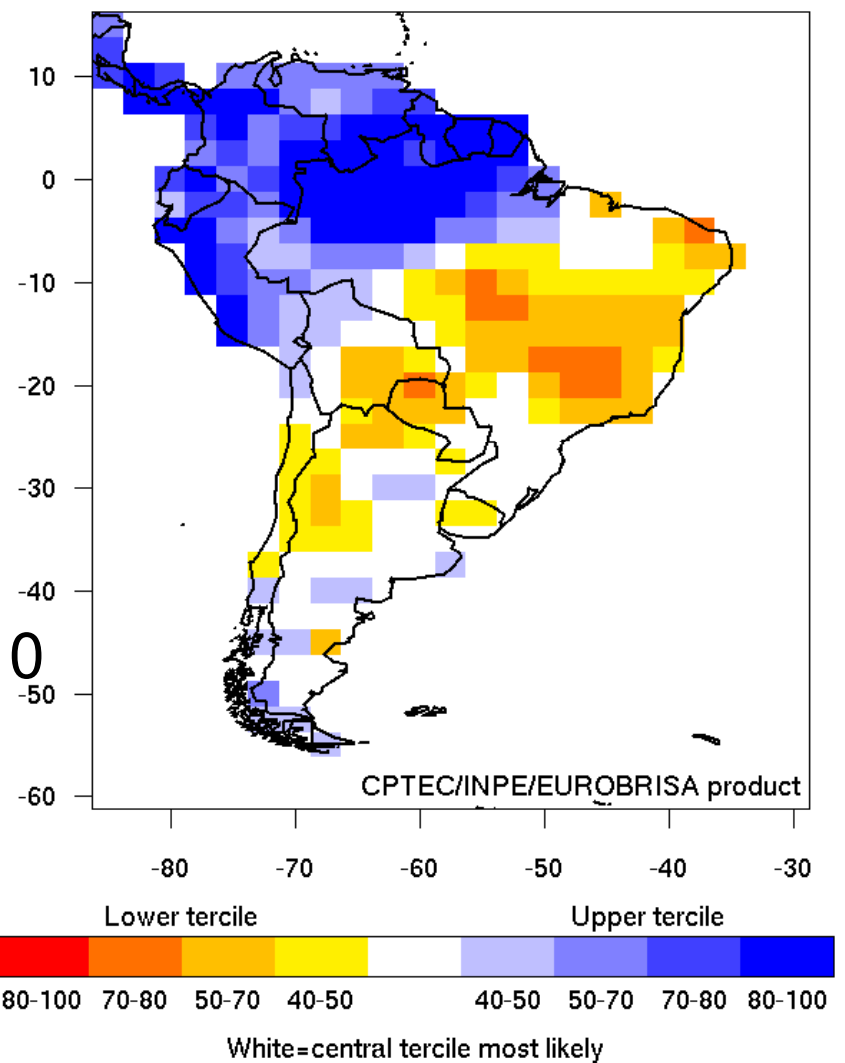 10
0
-10
-20
-30
-40
0
-50
-60
CPTEC/INPE/EUROBRISA product
-80 -70 -60 -50 -40 -30
Lower tercile Upper tercile
80-100 70-80 50-70 40-50 40-50 50-70 70-80 80-100
White=central tercile most likely